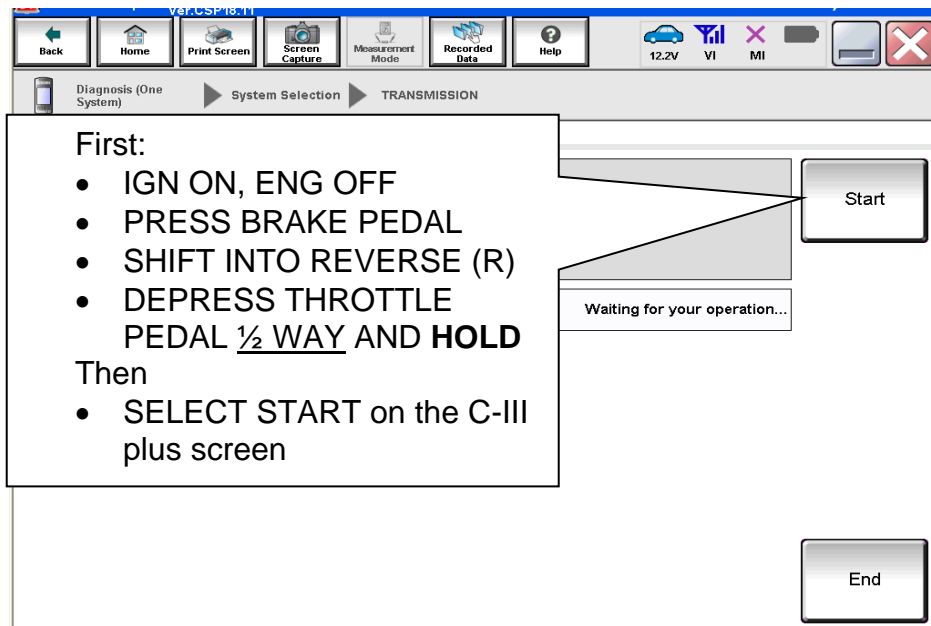 Ver.CSP18.11
Back
Home
Print Screen
Screen
Capture
Measurement
Mode
Recorded
Data
Help
12.2V
VI
MI
Diagnosis (One
System)
System Selection
TRANSMISSION
First:
• IGN ON, ENG OFF
• PRESS BRAKE PEDAL
• SHIFT INTO REVERSE (R)
• DEPRESS THROTTLE
PEDAL ½ WAY AND HOLD
Then
• SELECT START on the C-III
plus screen
Start
Waiting for your operation...
End